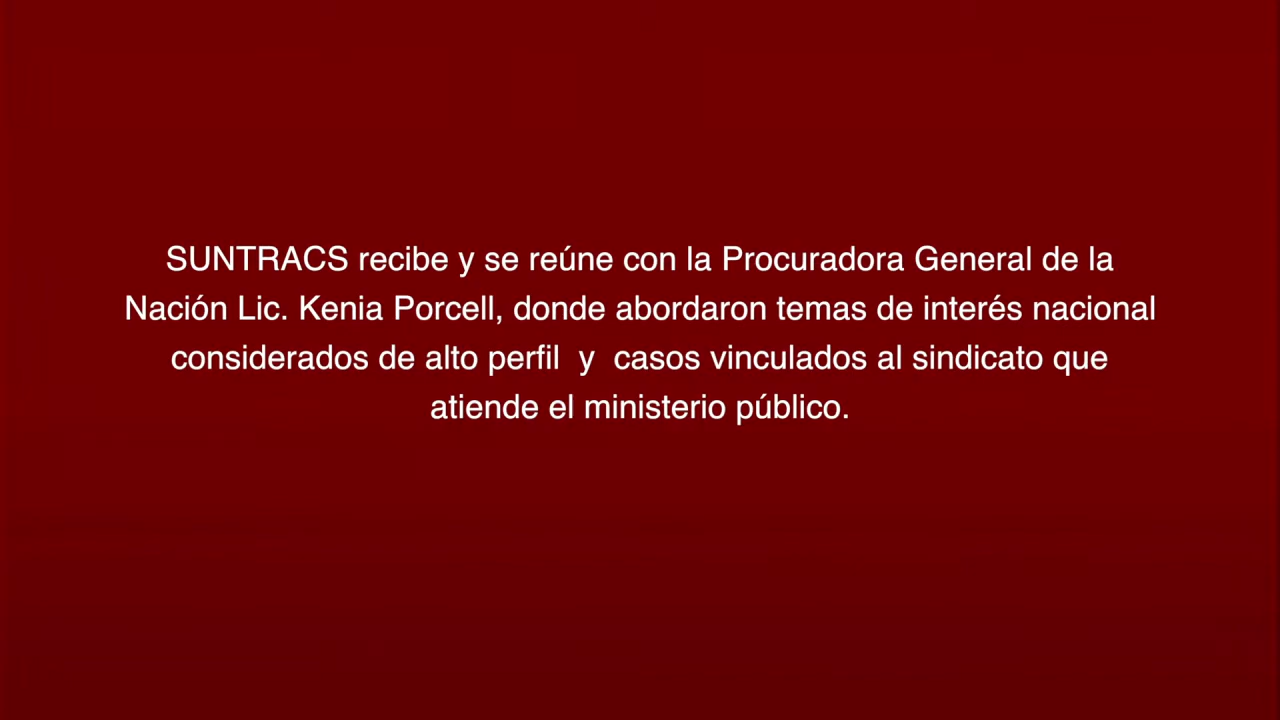 SUNTRACS recibe y se reúne con la Procuradora General de la
Nación Lic. Kenia Porcell, donde abordaron temas de interés nacional
considerados de alto perfil  y  casos vinculados al sindicato que
atiende el ministerio público.